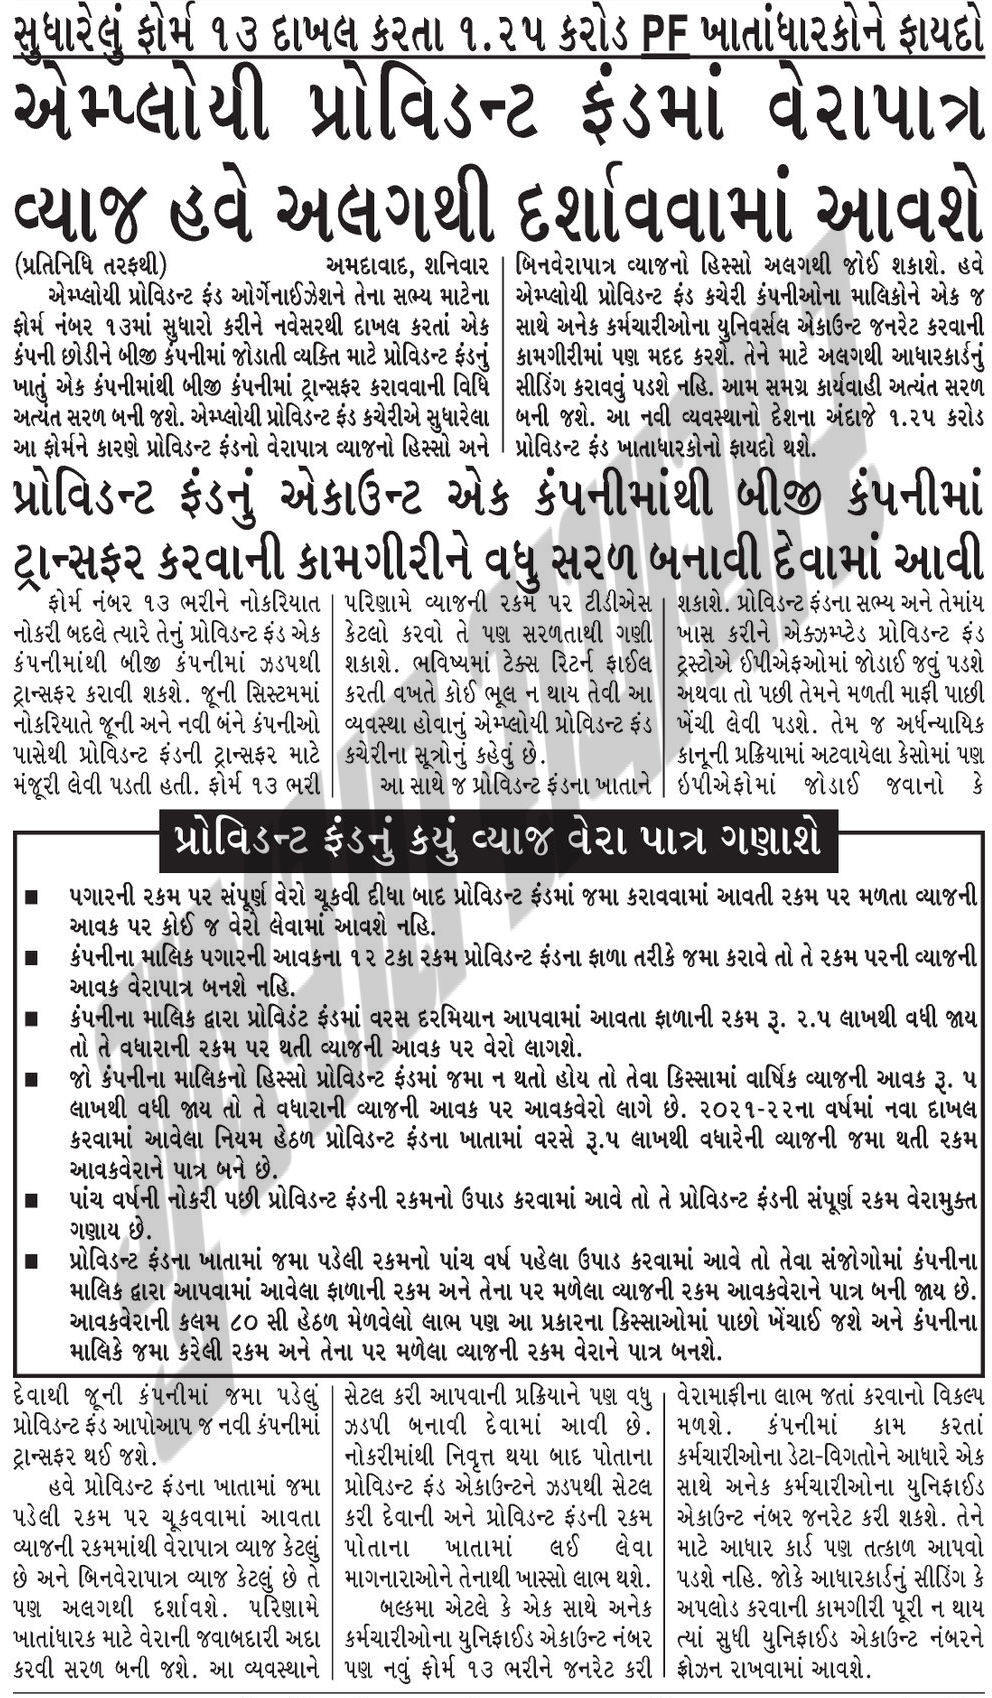 સુધારેલું ફોર્મ ૧૩ દાખલ કરતા ૧.૨૫ કરોડ PF ખાતાંધારકોને ફાયદો
એમ્પ્લોયી પ્રોવિડન્ટ ફંડમાં વેરાપાત્ર
વ્યાજ હવે અલગથી દર્શાવવામાં આવશે
(પ્રતિનિધિ તરફથી) અમદાવાદ, શનિવાર
એમ્પ્લોયી પ્રોવિડન્ટ ફંડ ઓર્ગેનાઈઝેશને તેના સભ્ય માટેના
ફોર્મ નંબર ૧૩માં સુધારો કરીને નવેસરથી દાખલ કરતાં એક
કંપની છોડીને બીજી કંપનીમાં જોડાતી વ્યક્તિ માટે પ્રોવિડન્ટ ફંડનું
ખાતું એક કંપનીમાંથી બીજી કંપનીમાં ટ્રાન્સફર કરાવવાની વિધિ
અત્યંત સરળ બની જશે. એમ્પ્લોયી પ્રોવિડન્ટ ફંડ કચેરીએ સુધારેલા
આ ફોર્મને કારણે પ્રોવિડન્ટ ફંડનો વેરાપાત્ર વ્યાજનો હિસ્સો અને
બિનવેરાપાત્ર વ્યાજનો હિસ્સો અલગથી જોઈ શકાશે. હવે
એમ્પ્લોયી પ્રોવિડન્ટ ફંડ કચેરી કંપનીઓના માલિકોને એક જ
સાથે અનેક કર્મચારીઓના યુનિવર્સલ એકાઉન્ટ જનરેટ કરવાની
કામગીરીમાં પણ મદદ કરશે. તેને માટે અલગથી આધારકાર્ડનું
સીડિંગ કરાવવું પડશે નહિ. આમ સમગ્ર કાર્યવાહી અત્યંત સરળ
બની જશે. આ નવી વ્યવસ્થાનો દેશના અંદાજે ૧.૨૫ કરોડ
પ્રોવિડન્ટ ફંડ ખાતાધારકોનો ફાયદો થશે.
પ્રોવિડન્ટ ફંડનું એકાઉન્ટ એક કંપનીમાંથી બીજી કંપનીમાં
ટ્રાન્સફર કરવાની કામગીરીને વધુ સરળ બનાવી દેવામાં આવી
ફોર્મ નંબર ૧૩ ભરીને નોકરિયાત
નોકરી બદલે ત્યારે તેનું પ્રોવિડન્ટ ફંડ એક
કંપનીમાંથી બીજી કંપનીમાં ઝડપથી
ટ્રાન્સફર કરાવી શકશે. જૂની સિસ્ટમમાં
નોકરિયાતે જૂની અને નવી બંને કંપનીઓ
પાસેથી પ્રોવિડન્ટ ફંડની ટ્રાન્સફર માટે
મંજૂરી લેવી પડતી હતી. ફોર્મ ૧૩ ભરી
પરિણામે વ્યાજની રકમ પર ટીડીએસ
કેટલો કરવો તે પણ સરળતાથી ગણી
શકાશે. ભવિષ્યમાં ટેક્સ રિટર્ન ફાઈલ
કરતી વખતે કોઈ ભૂલ ન થાય તેવી આ
વ્યવસ્થા હોવાનું એમ્પ્લોયી પ્રોવિડન્ટ ફંડ
કચેરીના સૂત્રોનું કહેવું છે.
આ સાથે જ પ્રોવિડન્ટ ફંડના ખાતાને
શકાશે. પ્રોવિડન્ટ ફંડના સભ્ય અને તેમાંય
ખાસ કરીને એક્ઝમ્પ્ટેડ પ્રોવિડન્ટ ફંડ
ટ્રસ્ટોએ ઈપીએફઓમાં જોડાઈ જવું પડશે
અથવા તો પછી તેમને મળતી માફી પાછી
ખેંચી લેવી પડશે. તેમ જ અર્ધન્યાયિક
કાનૂની પ્રક્રિયામાં અટવાયેલા કેસોમાં પણ
ઇપીએફોમાં જોડાઈ જવાનો કે
પ્રોવિડન્ટ ફંડનું કયું વ્યાજ વેરા પાત્ર ગણાશે
■ પગારની રકમ પર સંપૂર્ણ વેરો ચૂકવી દીધા બાદ પ્રોવિડન્ટ ફંડમાં જમા કરાવવામાં આવતી રકમ પર મળતા વ્યાજની
આવક પર કોઈ જ વેરો લેવામાં આવશે નહિ.
■ કંપનીના માલિક પગારની આવકના ૧૨ ટકા રકમ પ્રોવિડન્ટ ફંડના ફાળા તરીકે જમા કરાવે તો તે રકમ પરની વ્યાજની
આવક વેરાપાત્ર બનશે નહિ.
■ કંપનીના માલિક દ્વારા પ્રોવિડંટ ફંડમાં વરસ દરમિયાન આપવામાં આવતા ફાળાની રકમ રૂ. ૨.૫ લાખથી વધી જાય
તો તે વધારાની રકમ પર થતી વ્યાજની આવક પર વેરો લાગશે.
■ જો કંપનીના માલિકનો હિસ્સો પ્રોવિડન્ટ ફંડમાં જમા ન થતો હોય તો તેવા કિસ્સામાં વાર્ષિક વ્યાજની આવક રૂ. ૫
લાખથી વધી જાય તો તે વધારાની વ્યાજની આવક પર આવકવેરો લાગે છે. ૨૦૨૧-૨૨ના વર્ષમાં નવા દાખલ
કરવામાં આવેલા નિયમ હેઠળ પ્રોવિડન્ટ ફંડના ખાતામાં વરસે રૂ.૫ લાખથી વધારેની વ્યાજની જમા થતી રકમ
આવકવેરાને પાત્ર બને છે.
■ પાંચ વર્ષની નોકરી પછી પ્રોવિડન્ટ ફંડની રકમનો ઉપાડ કરવામાં આવે તો તે પ્રોવિડન્ટ ફંડની સંપૂર્ણ રકમ વેરામુક્ત
ગણાય છે.
■ પ્રોવિડન્ટ ફંડના ખાતામાં જમા પડેલી રકમનો પાંચ વર્ષ પહેલા ઉપાડ કરવામાં આવે તો તેવા સંજોગોમાં કંપનીના
માલિક દ્વારા આપવામાં આવેલા ફાળાની રકમ અને તેના પર મળેલા વ્યાજની રકમ આવકવેરાને પાત્ર બની જાય છે.
આવકવેરાની કલમ ૮૦ સી હેઠળ મેળવેલો લાભ પણ આ પ્રકારના કિસ્સાઓમાં પાછો ખેંચાઈ જશે અને કંપનીના
માલિકે જમા કરેલી રકમ અને તેના પર મળેલા વ્યાજની રકમ વેરાને પાત્ર બનશે.
દેવાથી જૂની કંપનીમાં જમા પડેલું
પ્રોવિડન્ટ ફંડ આપોઆપ જ નવી કંપનીમાં
ટ્રાન્સફર થઈ જશે.
હવે પ્રોવિડન્ટ ફંડના ખાતામાં જમા
પડેલી રકમ પર ચૂકવવામાં આવતા
વ્યાજની રકમમાંથી વેરાપાત્ર વ્યાજ કેટલું
છે અને બિનવેરાપાત્ર વ્યાજ કેટલું છે તે
પણ અલગથી દર્શાવશે. પરિણામે
ખાતાંધારક માટે વેરાની જવાબદારી અદા
કરવી સરળ બની જશે. આ વ્યવસ્થાને
સેટલ કરી આપવાની પ્રક્રિયાને પણ વધુ
ઝડપી બનાવી દેવામાં આવી છે.
નોકરીમાંથી નિવૃત્ત થયા બાદ પોતાના
પ્રોવિડન્ટ ફંડ એકાઉન્ટને ઝડપથી સેટલ
કરી દેવાની અને પ્રોવિડન્ટ ફંડની રકમ
પોતાના ખાતામાં લઈ લેવા
માગનારાઓને તેનાથી ખાસ્સો લાભ થશે.
બલ્કમા એટલે કે એક સાથે અનેક
કર્મચારીઓના યુનિફાઈડ એકાઉન્ટ નંબર
પણ નવું ફોર્મ ૧૩ ભરીને જનરેટ કરી
વેરામાફીના લાભ જતાં કરવાનો વિકલ્પ
મળશે. કંપનીમાં કામ કરતાં
કર્મચારીઓના ડેટા-વિગતોને આધારે એક
સાથે અનેક કર્મચારીઓના યુનિફાઈડ
એકાઉન્ટ નંબર જનરેટ કરી શકશે. તેને
માટે આધાર કાર્ડ પણ તત્કાળ આપવો
પડશે નહિ. જોકે આધારકાર્ડનું સીડિંગ કે
અપલોડ કરવાની કામગીરી પૂરી ન થાય
ત્યાં સુધી યુનિફાઈડ એકાઉન્ટ નંબરને
ફ્રોઝન રાખવામાં આવશે.